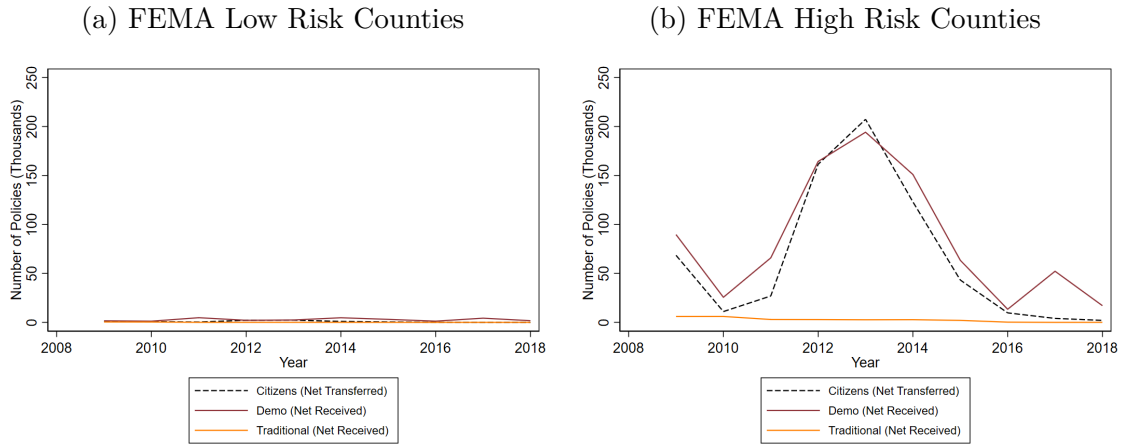 (a) FEMA Low Risk Counties
Number of Policies (Thousands)
250
200
150
100
50
0
2008 2010 2012 2014 2016 2018
Year
Citizens (Net Transferred)
Demo (Net Received)
Traditional (Net Received)
(b) FEMA High Risk Counties
Number of Policies (Thousands)
250
200
150
100
50
0
2008 2010 2012 2014 2016 2018
Year
Citizens (Net Transferred)
Demo (Net Received)
Traditional (Net Received)